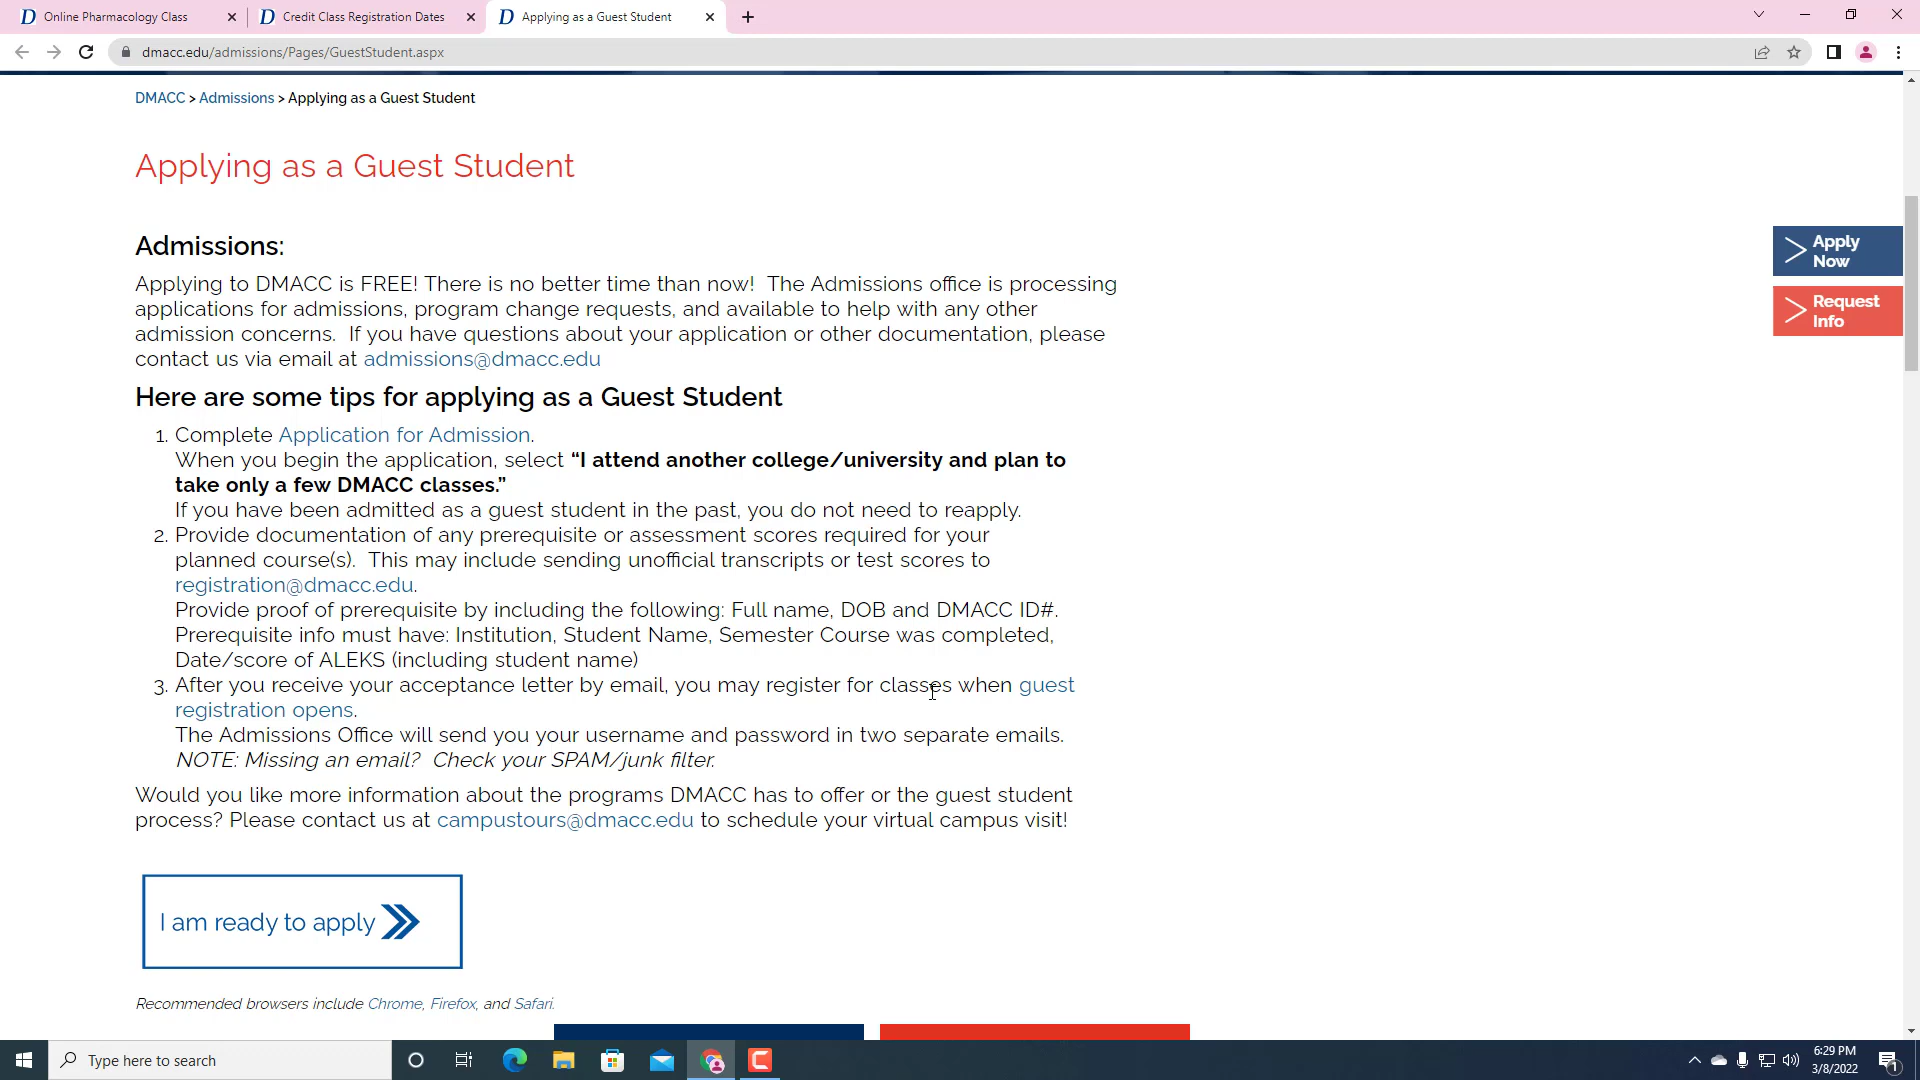 Online Pharmacology Class
Credit Class Registration Dates
Applying as a Guest Student
dmacc.edu/admissions/Pages/GuestStudent.aspx
DMACC > Admissions > Applying as a Guest Student
Applying as a Guest Student
Admissions:
Applying to DMACC is FREE! There is no better time than now!  The Admissions office is processing
applications for admissions, program change requests, and available to help with any other
admission concerns.  If you have questions about your application or other documentation, please
contact us via email at admissions@dmacc.edu
Here are some tips for applying as a Guest Student
1. Complete Application for Admission.
When you begin the application, select “I attend another college/university and plan to
take only a few DMACC classes.”
If you have been admitted as a guest student in the past, you do not need to reapply.
2. Provide documentation of any prerequisite or assessment scores required for your
planned course(s).  This may include sending unofficial transcripts or test scores to
registration@dmacc.edu.
Provide proof of prerequisite by including the following: Full name, DOB and DMACC ID#.
Prerequisite info must have: Institution, Student Name, Semester Course was completed,
Date/score of ALEKS (including student name)
3. After you receive your acceptance letter by email, you may register for classes when guest
registration opens.
The Admissions Office will send you your username and password in two separate emails.
NOTE: Missing an email?  Check your SPAM/junk filter.
Would you like more information about the programs DMACC has to offer or the guest student
process? Please contact us at campustours@dmacc.edu to schedule your virtual campus visit!
I am ready to apply
Recommended browsers include Chrome, Firefox, and Safari.
Apply
Now
Request
Info
Type here to search
6:29 PM
3/8/2022
1